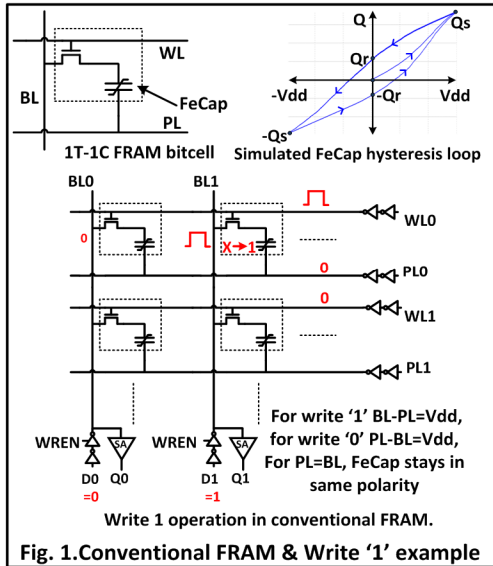 Q
Qs
WL
Qr
BL
-Vdd
Vdd
-Qr
FeCap
PL
-Qs
1T-1C FRAM bitcell
Simulated FeCap hysteresis loop
BL0
BL1
WL0
0
X→1
0
PL0
0
WL1
PL1
For write '1' BL-PL=Vdd,
for write '0' PL-BL=Vdd,
For PL=BL, FeCap stays in
same polarity
WREN
SA
WREN
SA
D0
Q0
D1
Q1
=0
=1
Write 1 operation in conventional FRAM.
Fig. 1.Conventional FRAM & Write '1' example